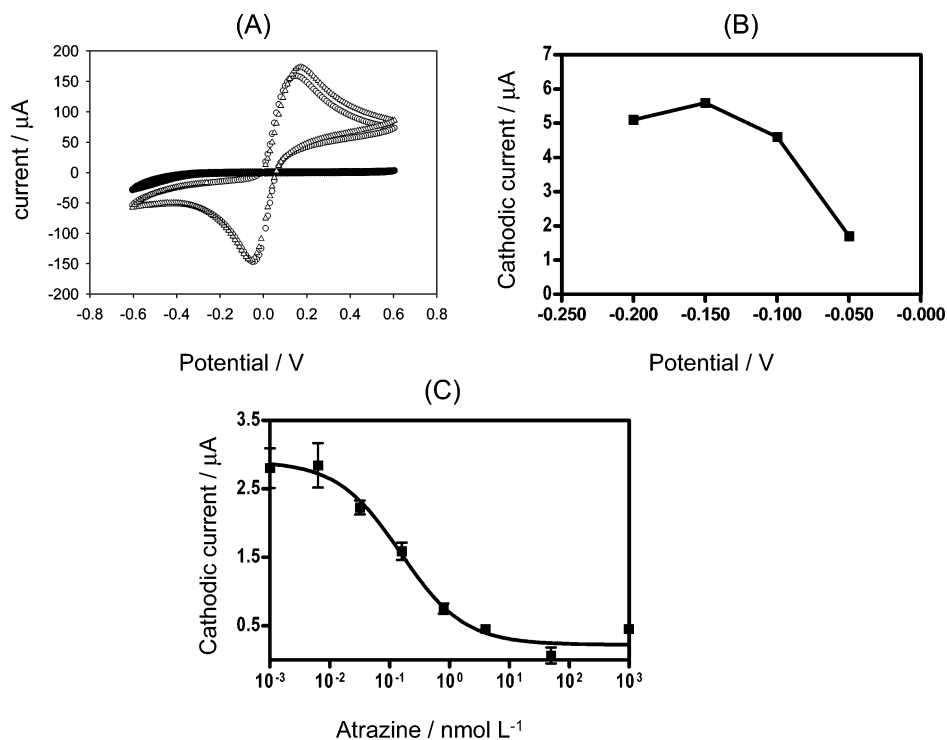 (A)
200
150
100
50
0
-50
-100
-150
-200
current / μA
-0.8 -0.6 -0.4 -0.2 0.0 0.2 0.4 0.6 0.8
Potential / V
(B)
7
6
5
4
3
2
1
0
Cathodic current / μA
-0.250 -0.200 -0.150 -0.100 -0.050 -0.000
Potential / V
(C)
3.5
2.5
1.5
0.5
Cathodic current / μA
10-3 10-2 10-1 100 101 102 103
Atrazine / nmol L-1